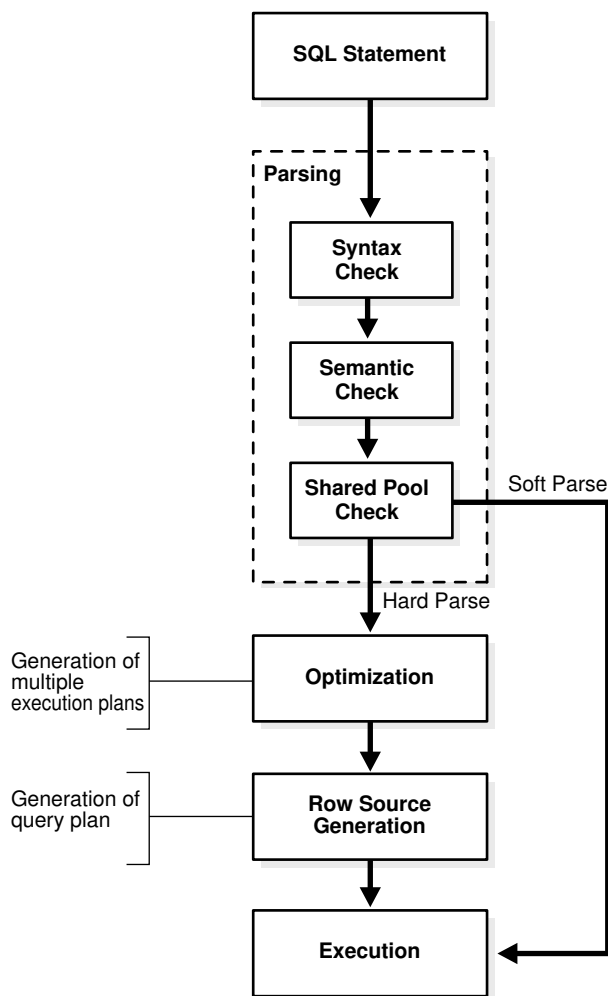 SQL Statement
Parsing
Syntax
Check
Semantic
Check
Shared Pool
Check
Soft Parse
Hard Parse
Generation of
multiple
execution plans
Optimization
Generation of
query plan
Row Source
Generation
Execution